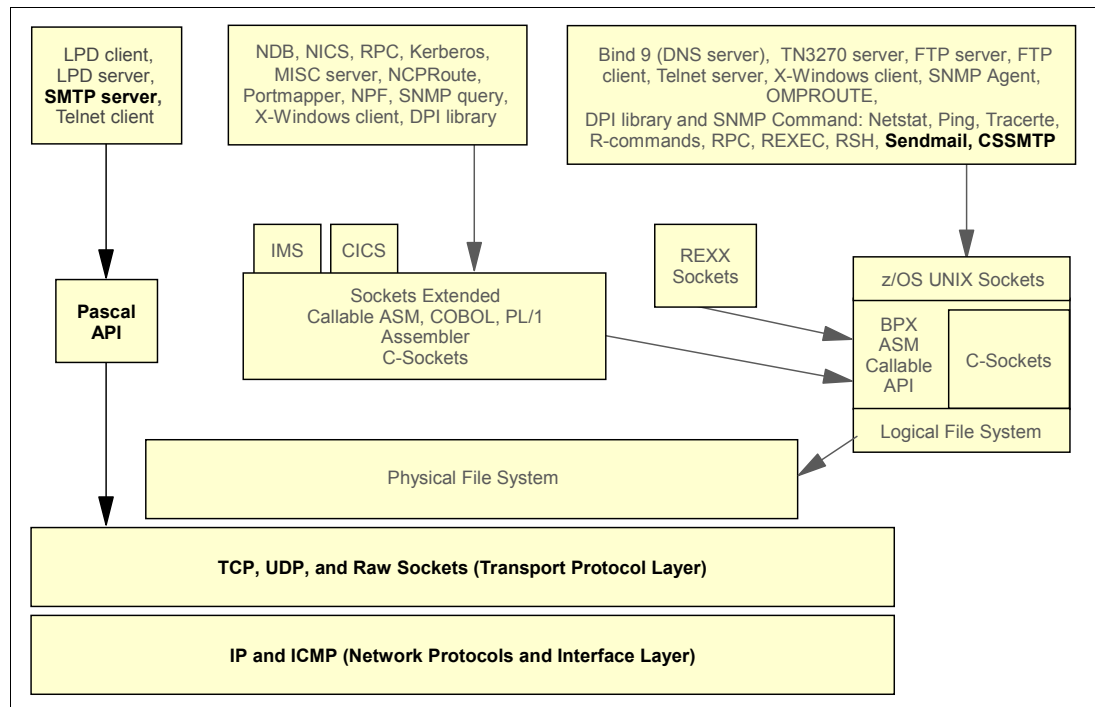 LPD client,
LPD server,
SMTP server,
Telnet client
NDB, NICS, RPC, Kerberos,
MISC server, NCPRoute,
Portmapper, NPF, SNMP query,
X-Windows client, DPI library
Bind 9 (DNS server), TN3270 server, FTP server, FTP
client, Telnet server, X-Windows client, SNMP Agent,
OMPROUTE,
DPI library and SNMP Command: Netstat, Ping, Tracerte,
R-commands, RPC, REXEC, RSH, Sendmail, CSSMTP
IMS
CICS
REXX
Sockets
Pascal
API
Sockets Extended
Callable ASM, COBOL, PL/1
Assembler
C-Sockets
z/OS UNIX Sockets
BPX
ASM
Callable
API
C-Sockets
Logical File System
Physical File System
TCP, UDP, and Raw Sockets (Transport Protocol Layer)
IP and ICMP (Network Protocols and Interface Layer)